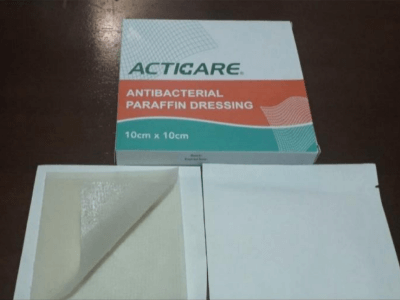 ACTICARE®
ANTIBACTERIAL
PARAFFIN DRESSING
10cm x 10cm